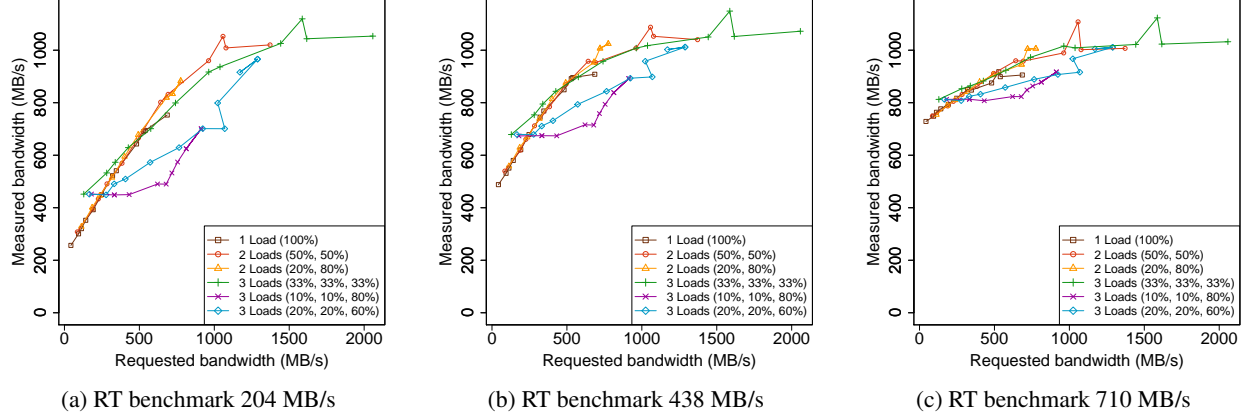 Measured bandwidth (MB/s)
0 200 400 600 800 1000
0 500 1000 1500 2000
Requested bandwidth (MB/s)
1 Load (100%)
2 Loads (50%, 50%)
2 Loads (20%, 80%)
3 Loads (33%, 33%, 33%)
3 Loads (10%, 10%, 80%)
3 Loads (20%, 20%, 60%)
(a) RT benchmark 204 MB/s
Measured bandwidth (MB/s)
0 200 400 600 800 1000
0 500 1000 1500 2000
Requested bandwidth (MB/s)
1 Load (100%)
2 Loads (50%, 50%)
2 Loads (20%, 80%)
3 Loads (33%, 33%, 33%)
3 Loads (10%, 10%, 80%)
3 Loads (20%, 20%, 60%)
(b) RT benchmark 438 MB/s
Measured bandwidth (MB/s)
0 200 400 600 800 1000
0 500 1000 1500 2000
Requested bandwidth (MB/s)
1 Load (100%)
2 Loads (50%, 50%)
2 Loads (20%, 80%)
3 Loads (33%, 33%, 33%)
3 Loads (10%, 10%, 80%)
3 Loads (20%, 20%, 60%)
(c) RT benchmark 710 MB/s